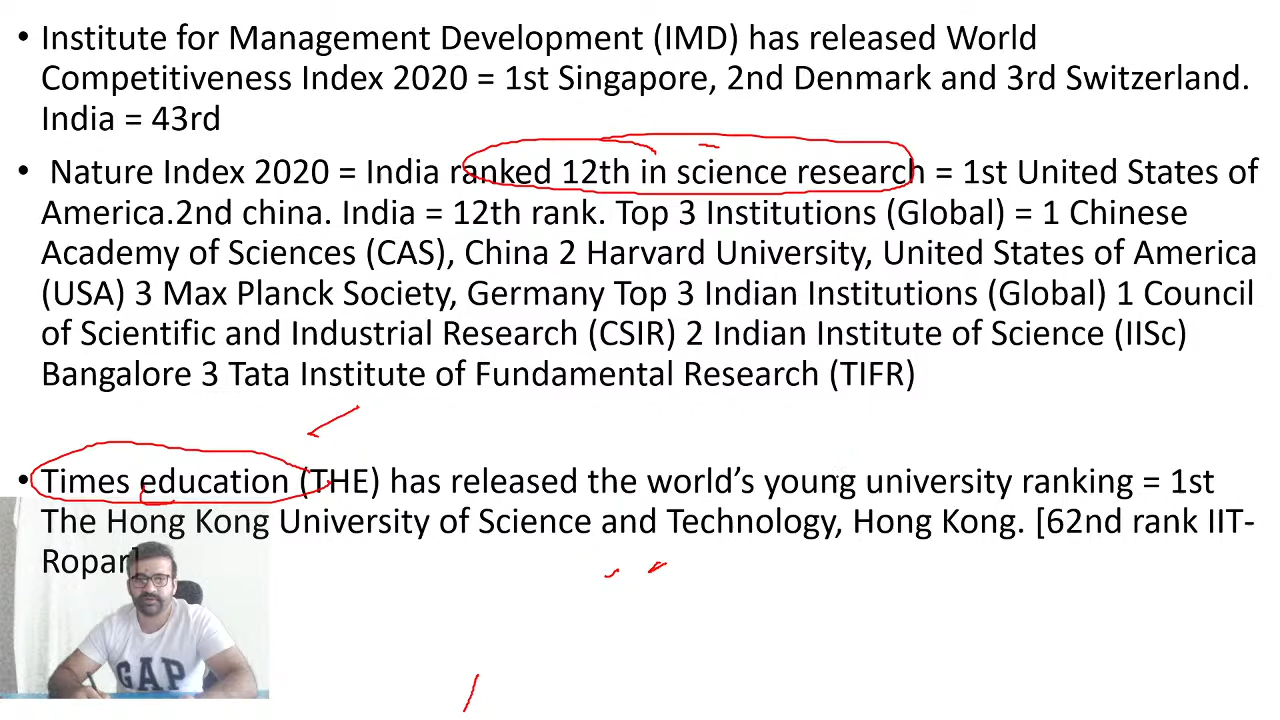 • Institute for Management Development (IMD) has released World
Competitiveness Index 2020 = 1st Singapore, 2nd Denmark and 3rd Switzerland.
India = 43rd
• Nature Index 2020 = India ranked 12th in science research = 1st United States of
America.2nd china. India = 12th rank. Top 3 Institutions (Global) = 1 Chinese
Academy of Sciences (CAS), China 2 Harvard University, United States of America
(USA) 3 Max Planck Society, Germany Top 3 Indian Institutions (Global) 1 Council
of Scientific and Industrial Research (CSIR) 2 Indian Institute of Science (IISc)
Bangalore 3 Tata Institute of Fundamental Research (TIFR)
• Times education (THE) has released the world’s young university ranking = 1st
The Hong Kong University of Science and Technology, Hong Kong. [62nd rank IIT-
Ropar]
GAP